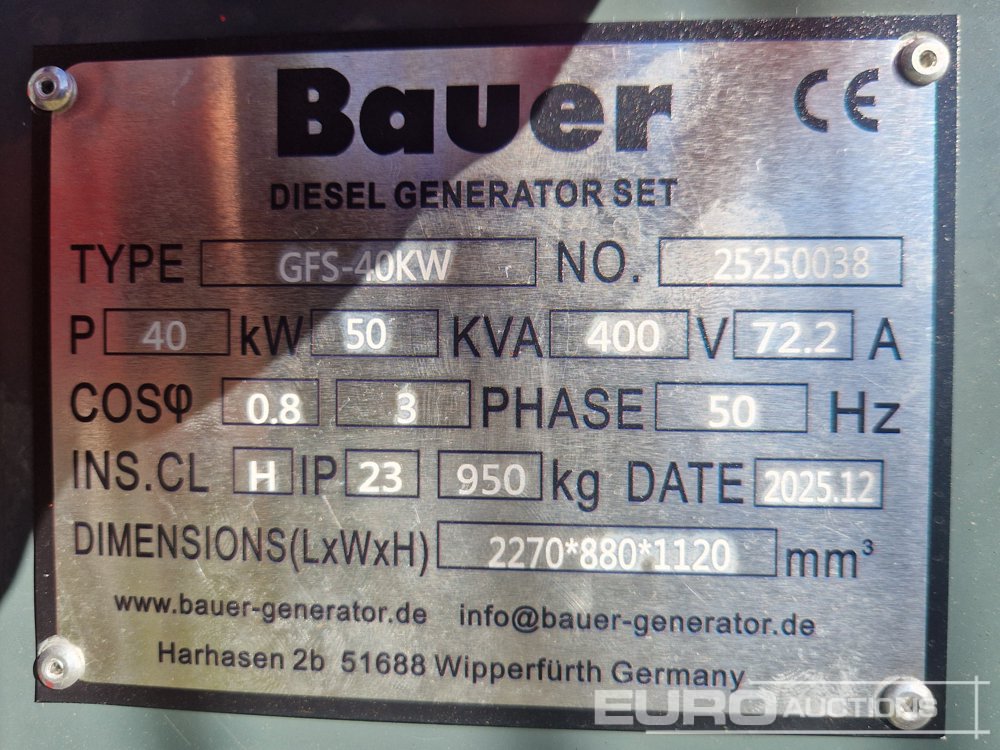 Bauer CE
DIESEL GENERATOR SET
TYPE GFS-40KW NO. 25250038
P 40 kW 50 KVA 400 V 72.2 A
COSφ 0.8 3 PHASE 50 Hz
INS.CL H IP 23 950 kg DATE 2025.12
DIMENSIONS(LxWxH) 2270*880*1120 mm³
www.bauer-generator.de info@bauer-generator.de
Harhasen 2b 51688 Wipperfürth Germany
EURO AUCTIONS